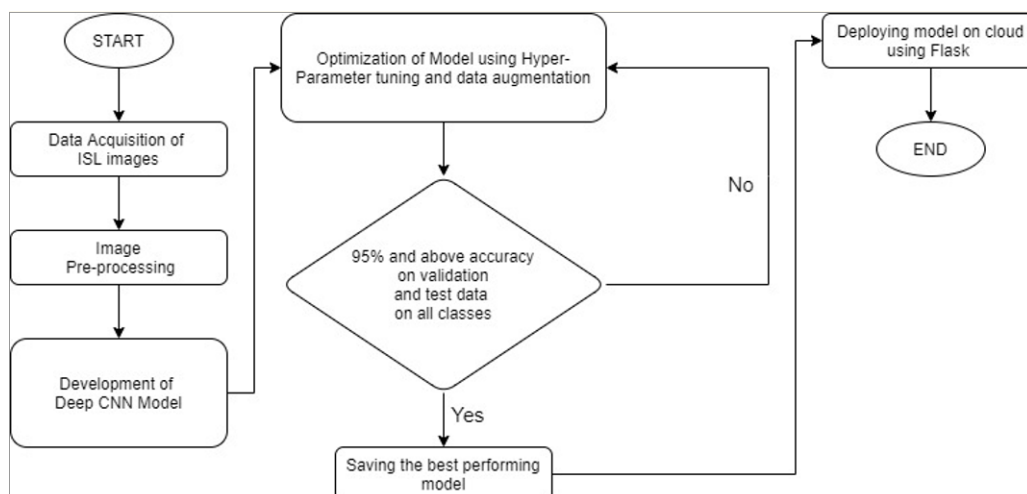 START
Data Acquisition of
ISL images
Image
Pre-processing
Development of
Deep CNN Model
Optimization of Model using Hyper-
Parameter tuning and data augmentation
95% and above accuracy
on validation
and test data
on all classes
No
Yes
Saving the best performing
model
Deploying model on cloud
using Flask
END